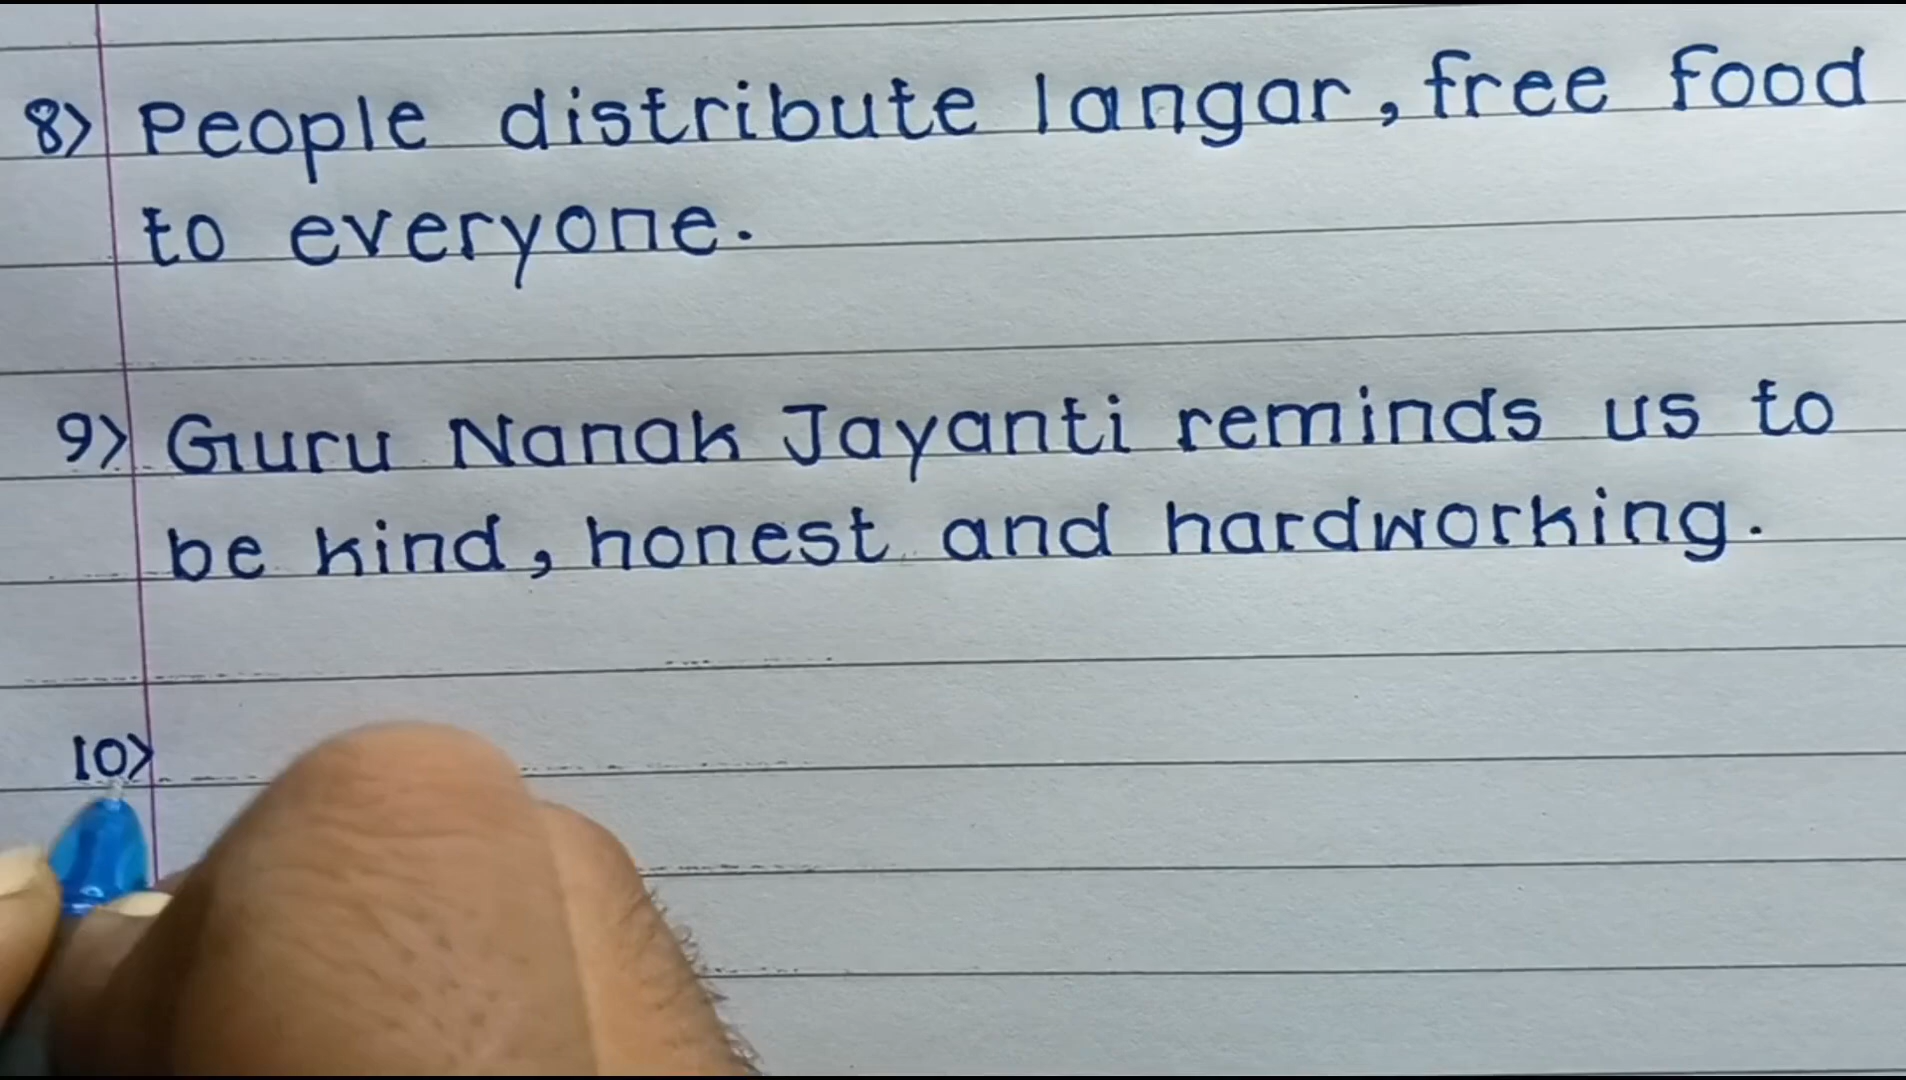 8) People distribute langar, free food
to everyone.
9) Guru Nanak Jayanti reminds us to
be kind, honest and hardworking.
10)